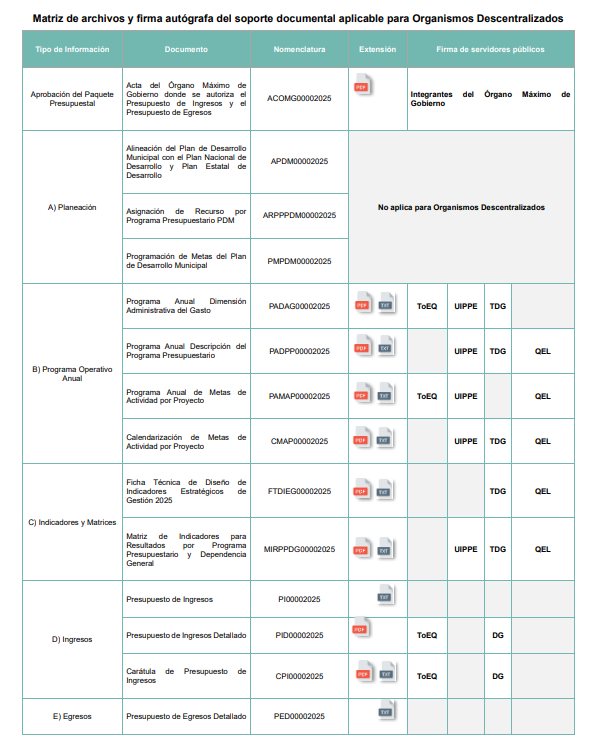 Matriz de archivos y firma autógrafa del soporte documental aplicable para Organismos Descentralizados
Tipo de Información Documento Nomenclatura Extensión Firma de servidores públicos
Aprobación del Paquete
Presupuestal
Acta del Órgano Máximo de
Gobierno donde se autoriza el
Presupuesto de Ingresos y el
Presupuesto de Egresos
ACOMG00002025
PDF
Integrantes del Órgano Máximo de
Gobierno
A) Planeación
Alineación del Plan de Desarrollo
Municipal con el Plan Nacional de
Desarrollo y Plan Estatal de
Desarrollo
APDM00002025
No aplica para Organismos Descentralizados
Asignación de Recurso por
Programa Presupuestario PDM
ARPPPDM00002025
Programación de Metas del Plan
de Desarrollo Municipal
PMPDM00002025
B) Programa Operativo
Anual
Programa Anual Dimensión
Administrativa del Gasto
PADAG00002025
PDF TXT
ToEQ UIPPE TDG
Programa Anual Descripción del
Programa Presupuestario
PADPP00002025
PDF TXT
UIPPE TDG QEL
Programa Anual de Metas de
Actividad por Proyecto
PAMAP00002025
PDF TXT
ToEQ UIPPE QEL
Calendarización de Metas de
Actividad por Proyecto
CMAP00002025
PDF TXT
UIPPE TDG QEL
C) Indicadores y Matrices
Ficha Técnica de Diseño de
Indicadores Estratégicos de
Gestión 2025
FTDIEG00002025
PDF TXT
TDG QEL
Matriz de Indicadores para
Resultados por Programa
Presupuestario y Dependencia
General
MIRPPDG00002025
PDF TXT
UIPPE TDG QEL
D) Ingresos
Presupuesto de Ingresos
PI00002025
TXT
Presupuesto de Ingresos Detallado
PID00002025
PDF
ToEQ DG
Carátula de Presupuesto de
Ingresos
CPI00002025
PDF TXT
ToEQ DG
E) Egresos
Presupuesto de Egresos Detallado
PED00002025
TXT